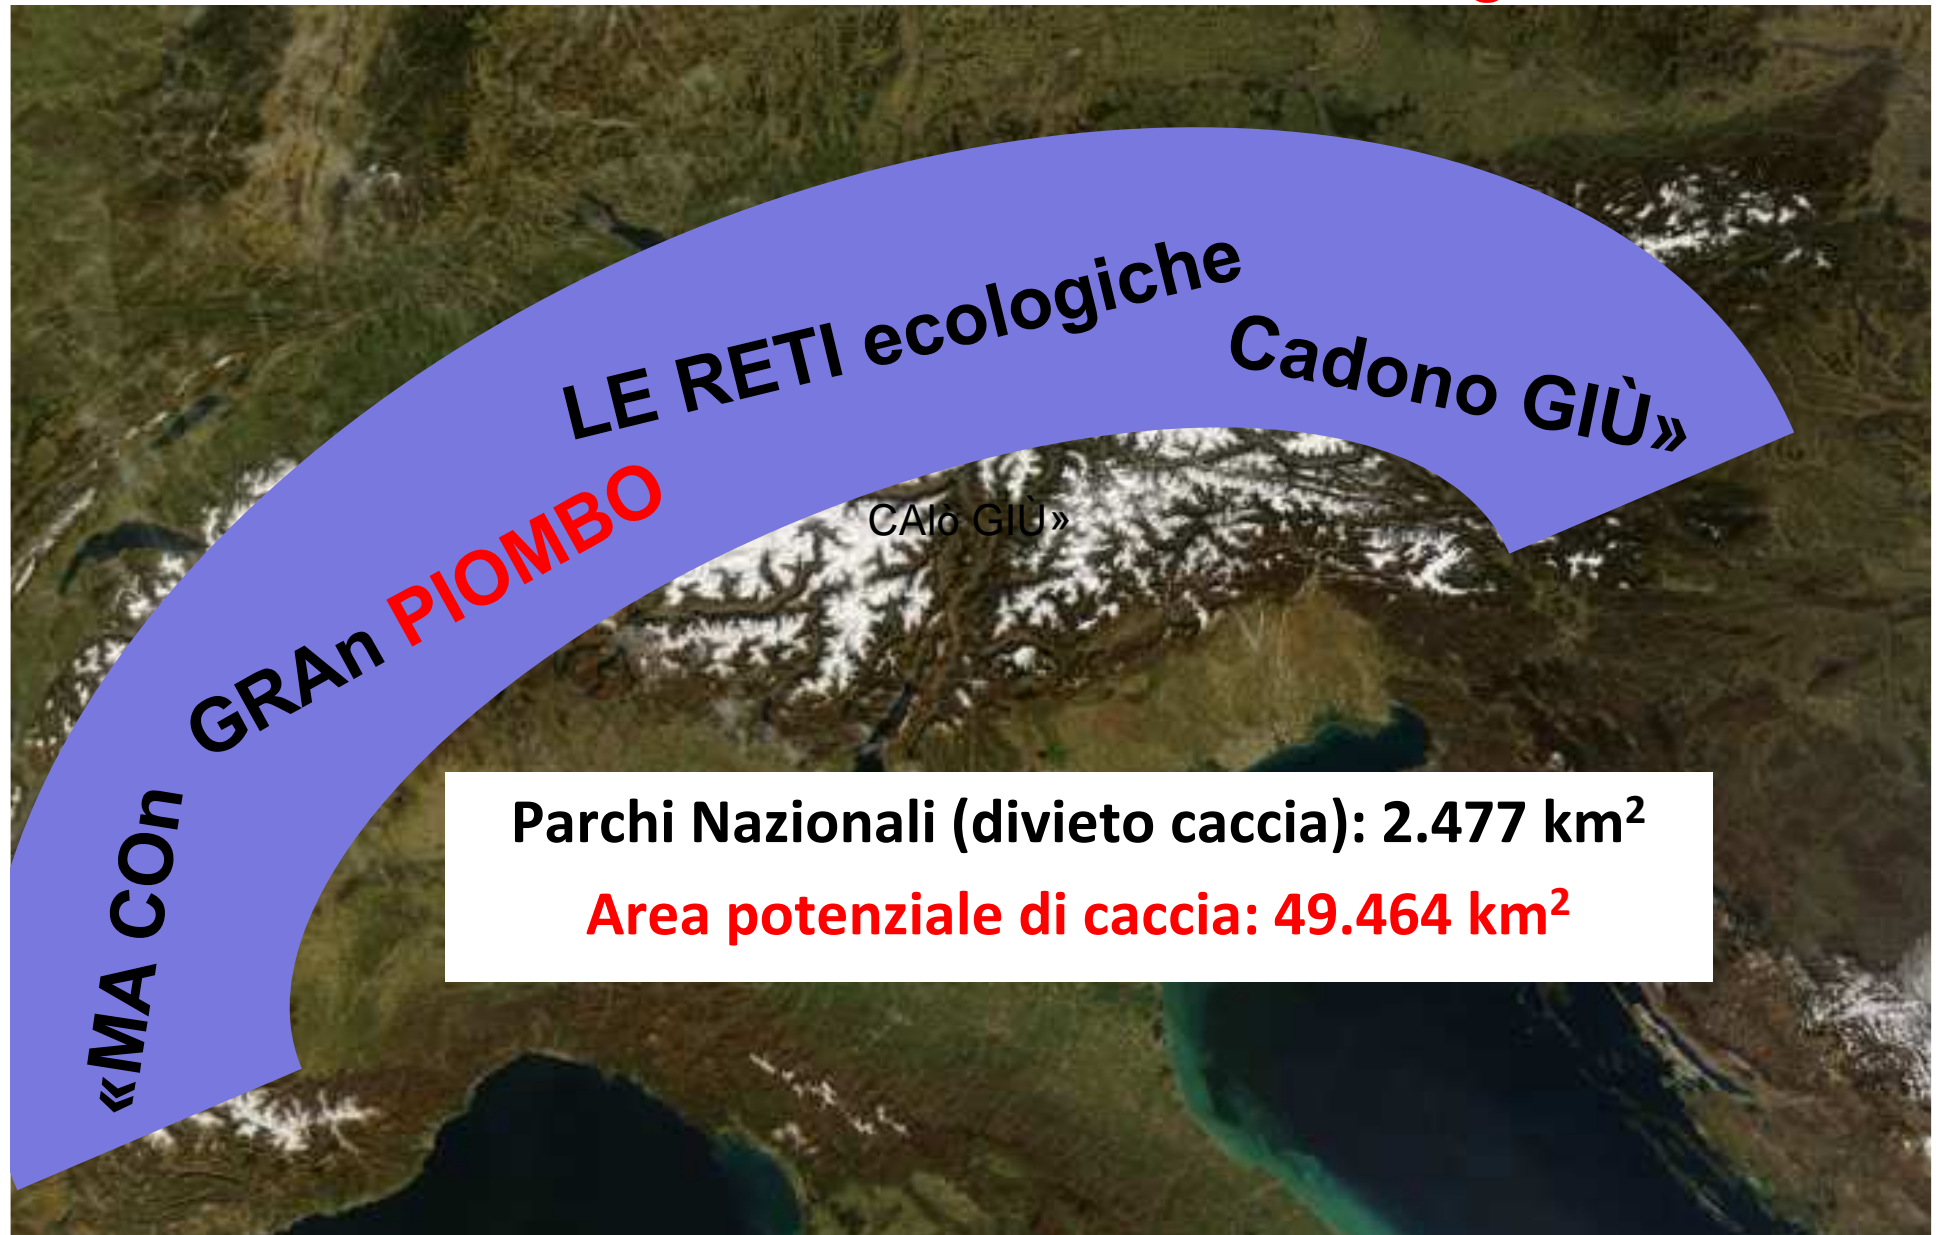 «MA COn GRAn PIOMBO
LE RETI ecologiche
Cadono GIÙ»
CAlò GIÙ»
Parchi Nazionali (divieto caccia): 2.477 km²
Area potenziale di caccia: 49.464 km²